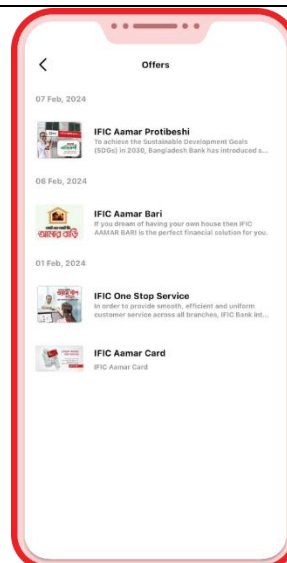 Offers
07 Feb, 2024
IFIC Aamar Protibeshi
To achieve the Sustainable Development Goals
(SDGs) in 2030, Bangladesh Bank has introduced s...
06 Feb, 2024
IFIC Aamar Bari
If you dream of having your own house then IFIC
AAMAR BARI is the perfect financial solution for you.
আমার বাড়ি
01 Feb, 2024
IFIC One Stop Service
In order to provide smooth, efficient and uniform
customer service across all branches, IFIC Bank int...
IFIC Aamar Card
IFIC Aamar Card